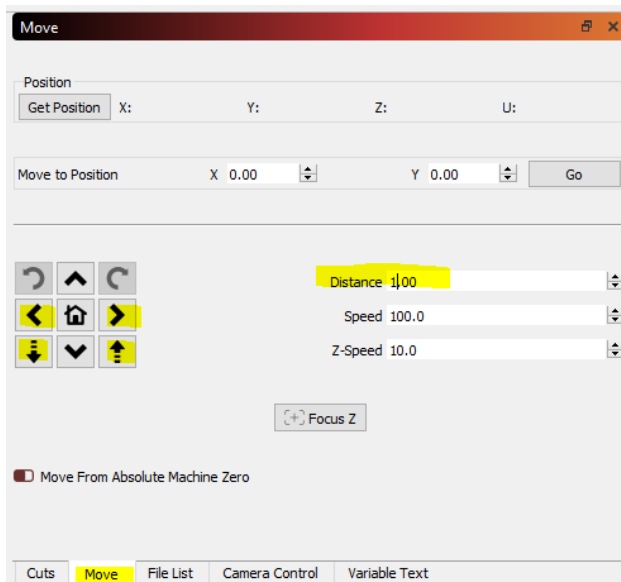 Move
Position
Get Position X: Y: Z: U:
Move to Position X 0.00 Y 0.00 Go
Distance 1.00
Speed 100.0
Z-Speed 10.0
Focus Z
Move From Absolute Machine Zero
Cuts Move File List Camera Control Variable Text